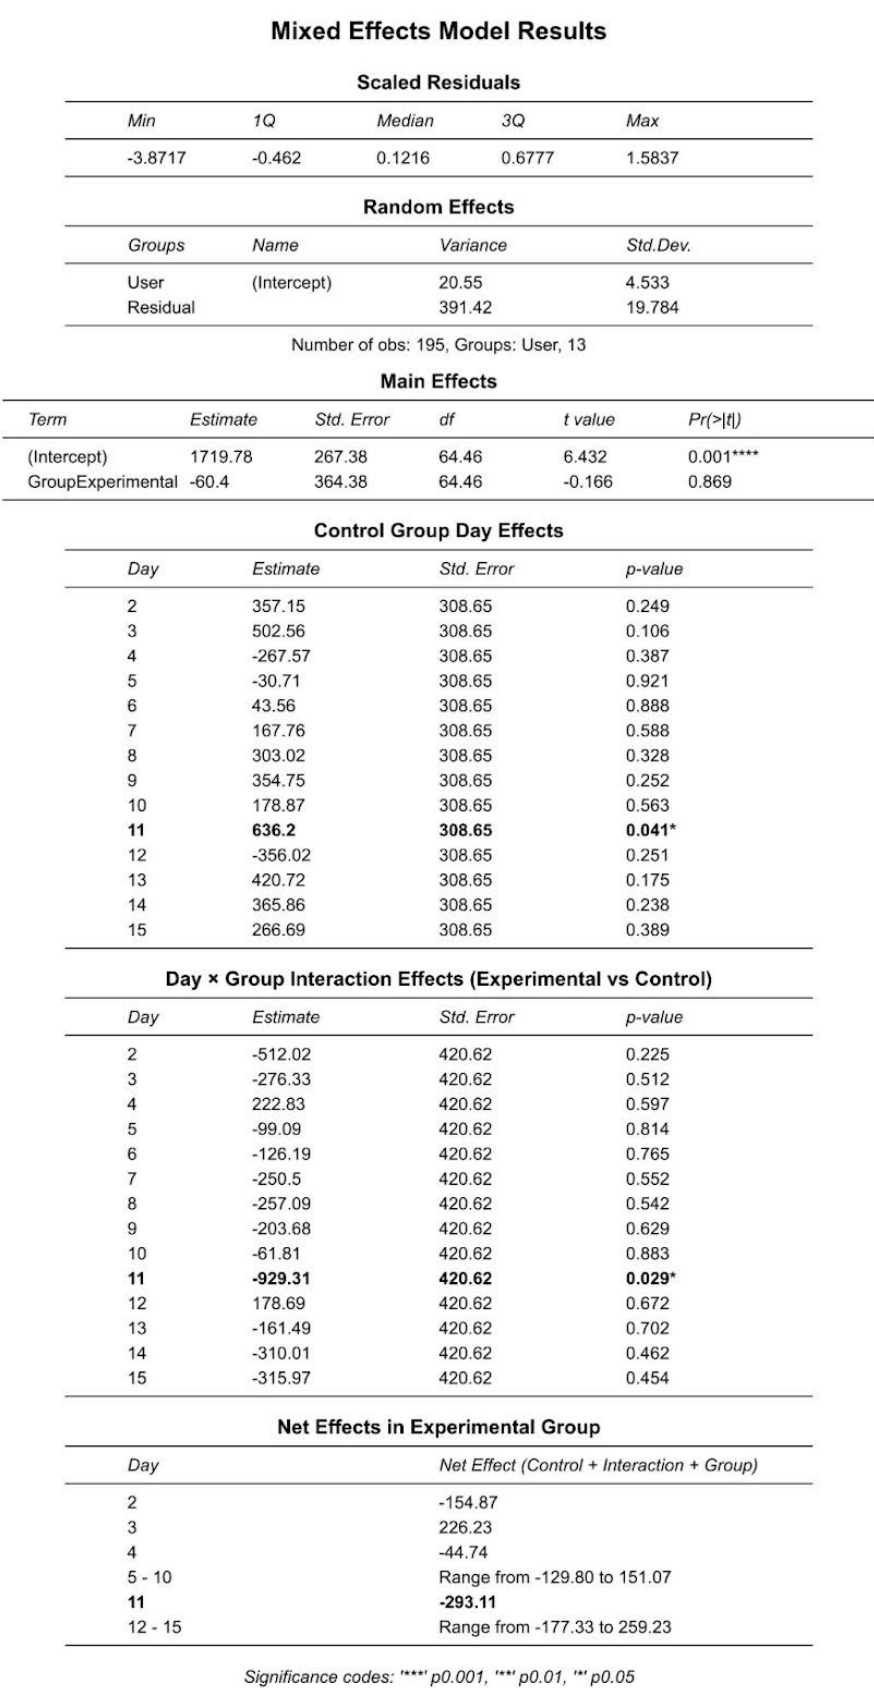 Mixed Effects Model Results
Scaled Residuals
Min 1Q Median 3Q Max
-3.8717 -0.462 0.1216 0.6777 1.5837
Random Effects
Groups Name Variance Std.Dev.
User (Intercept) 20.55 4.533
Residual 391.42 19.784
Number of obs: 195, Groups: User, 13
Main Effects
Term Estimate Std. Error df t value Pr(>|t|)
(Intercept) 1719.78 267.38 64.46 6.432 0.001****
GroupExperimental -60.4 364.38 64.46 -0.166 0.869
Control Group Day Effects
Day Estimate Std. Error p-value
2 357.15 308.65 0.249
3 502.56 308.65 0.106
4 -267.57 308.65 0.387
5 -30.71 308.65 0.921
6 43.56 308.65 0.888
7 167.76 308.65 0.588
8 303.02 308.65 0.328
9 354.75 308.65 0.252
10 178.87 308.65 0.563
11 636.2 308.65 0.041*
12 -356.02 308.65 0.251
13 420.72 308.65 0.175
14 365.86 308.65 0.238
15 266.69 308.65 0.389
Day × Group Interaction Effects (Experimental vs Control)
Day Estimate Std. Error p-value
2 -512.02 420.62 0.225
3 -276.33 420.62 0.512
4 222.83 420.62 0.597
5 -99.09 420.62 0.814
6 -126.19 420.62 0.765
7 -250.5 420.62 0.552
8 -257.09 420.62 0.542
9 -203.68 420.62 0.629
10 -61.81 420.62 0.883
11 -929.31 420.62 0.029*
12 178.69 420.62 0.672
13 -161.49 420.62 0.702
14 -310.01 420.62 0.462
15 -315.97 420.62 0.454
Net Effects in Experimental Group
Day Net Effect (Control + Interaction + Group)
2 -154.87
3 226.23
4 -44.74
5 - 10 Range from -129.80 to 151.07
11 -293.11
12 - 15 Range from -177.33 to 259.23
Significance codes: '***' p0.001, '**' p0.01, '*' p0.05